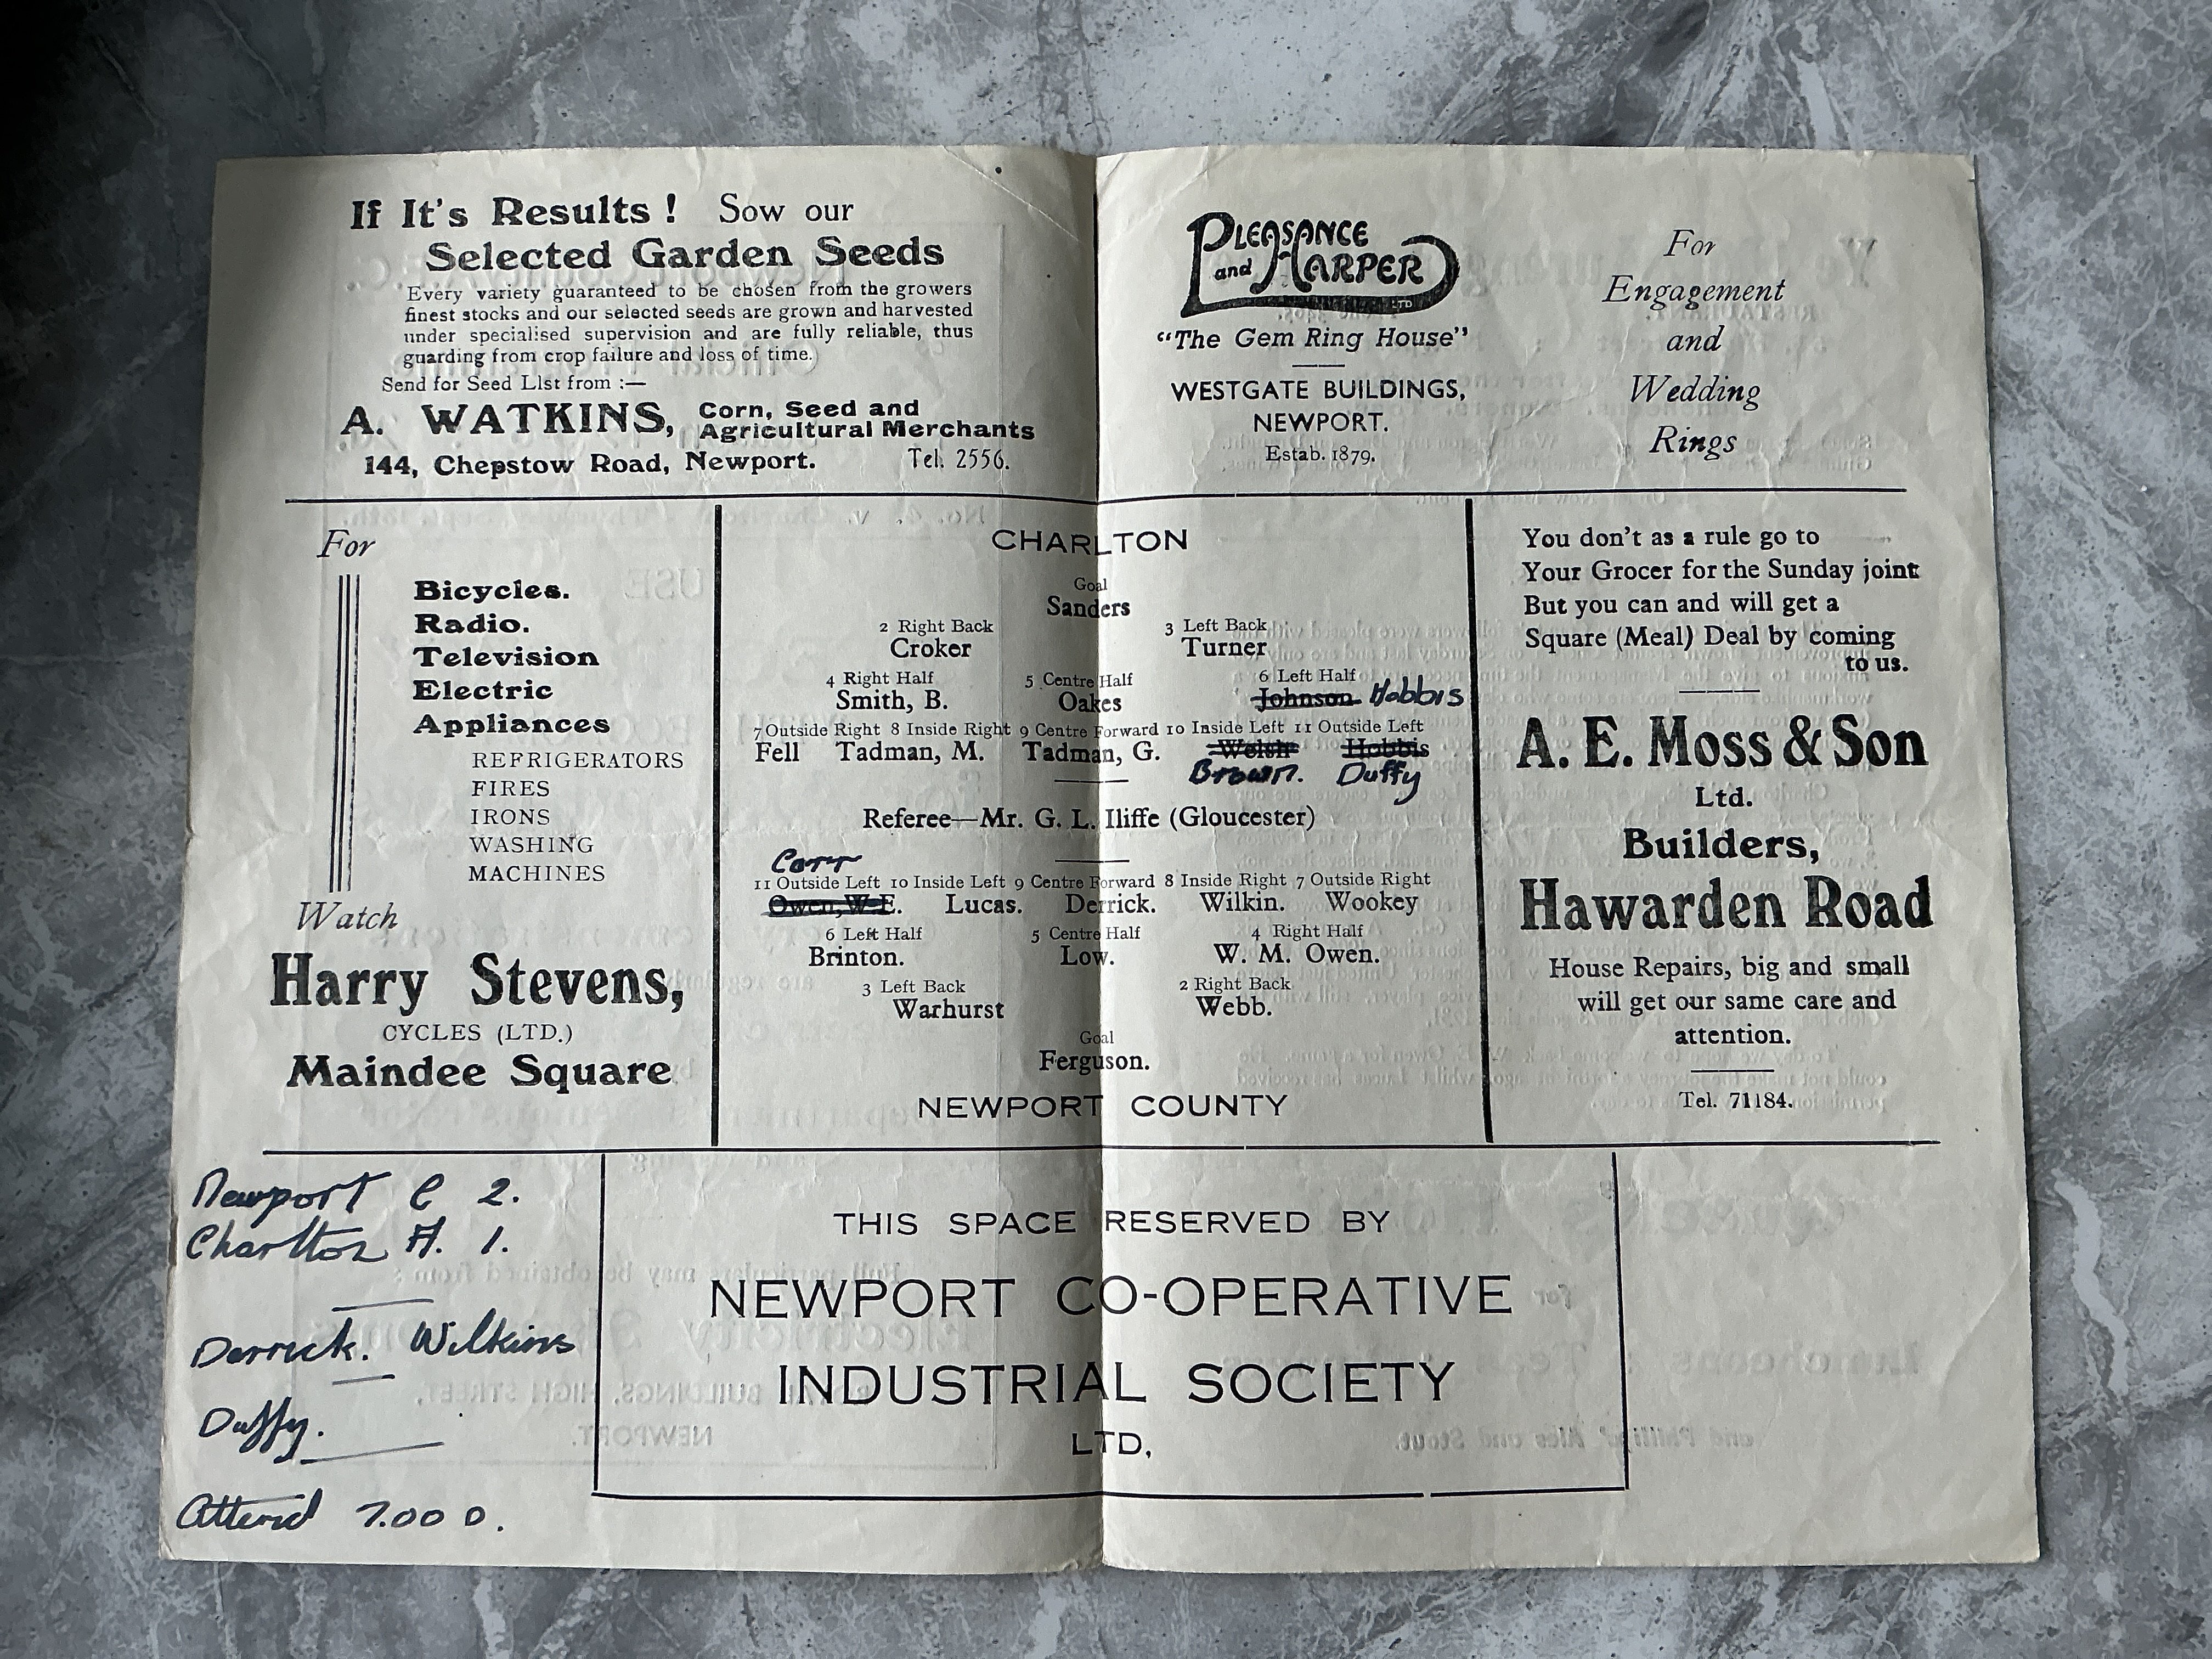 If It's Results ! Sow our
Selected Garden Seeds
Every variety guaranteed to be chosen from the growers
finest stocks and our selected seeds are grown and harvested
under specialised supervision and are fully reliable, thus
guarding from crop failure and loss of time.
Send for Seed List from :—
A. WATKINS, Corn, Seed and
Agricultural Merchants
144, Chepstow Road, Newport. Tel. 2556.
PLEASANCE
and HARPER
LTD
"The Gem Ring House"
WESTGATE BUILDINGS,
NEWPORT.
Estab. 1879.
For
Engagement
and
Wedding
Rings
For
Bicycles.
Radio.
Television
Electric
Appliances
REFRIGERATORS
FIRES
IRONS
WASHING
MACHINES
Watch
Harry Stevens,
CYCLES (LTD.)
Maindee Square
CHARLTON
Goal
Sanders
2 Right Back 3 Left Back
Croker Turner
4 Right Half 5 Centre Half 6 Left Half
Smith, B. Oakes Johnson Hobbis
7 Outside Right 8 Inside Right 9 Centre Forward 10 Inside Left 11 Outside Left
Fell Tadman, M. Tadman, G. Welsh Hobbis
Brown. Duffy
Referee—Mr. G. L. Iliffe (Gloucester)
Carr
11 Outside Left 10 Inside Left 9 Centre Forward 8 Inside Right 7 Outside Right
Owen, W. E. Lucas. Derrick. Wilkin. Wookey
6 Left Half 5 Centre Half 4 Right Half
Brinton. Low. W. M. Owen.
3 Left Back 2 Right Back
Warhurst Webb.
Goal
Ferguson.
NEWPORT COUNTY
You don't as a rule go to
Your Grocer for the Sunday joint
But you can and will get a
Square (Meal) Deal by coming
to us.
A. E. Moss & Son
Ltd.
Builders,
Hawarden Road
House Repairs, big and small
will get our same care and
attention.
Tel. 71184.
Newport C 2.
Charlton A. 1.
Derrick. Wilkins
Duffy.
Attend 7.000.
THIS SPACE RESERVED BY
NEWPORT CO-OPERATIVE
INDUSTRIAL SOCIETY
LTD,